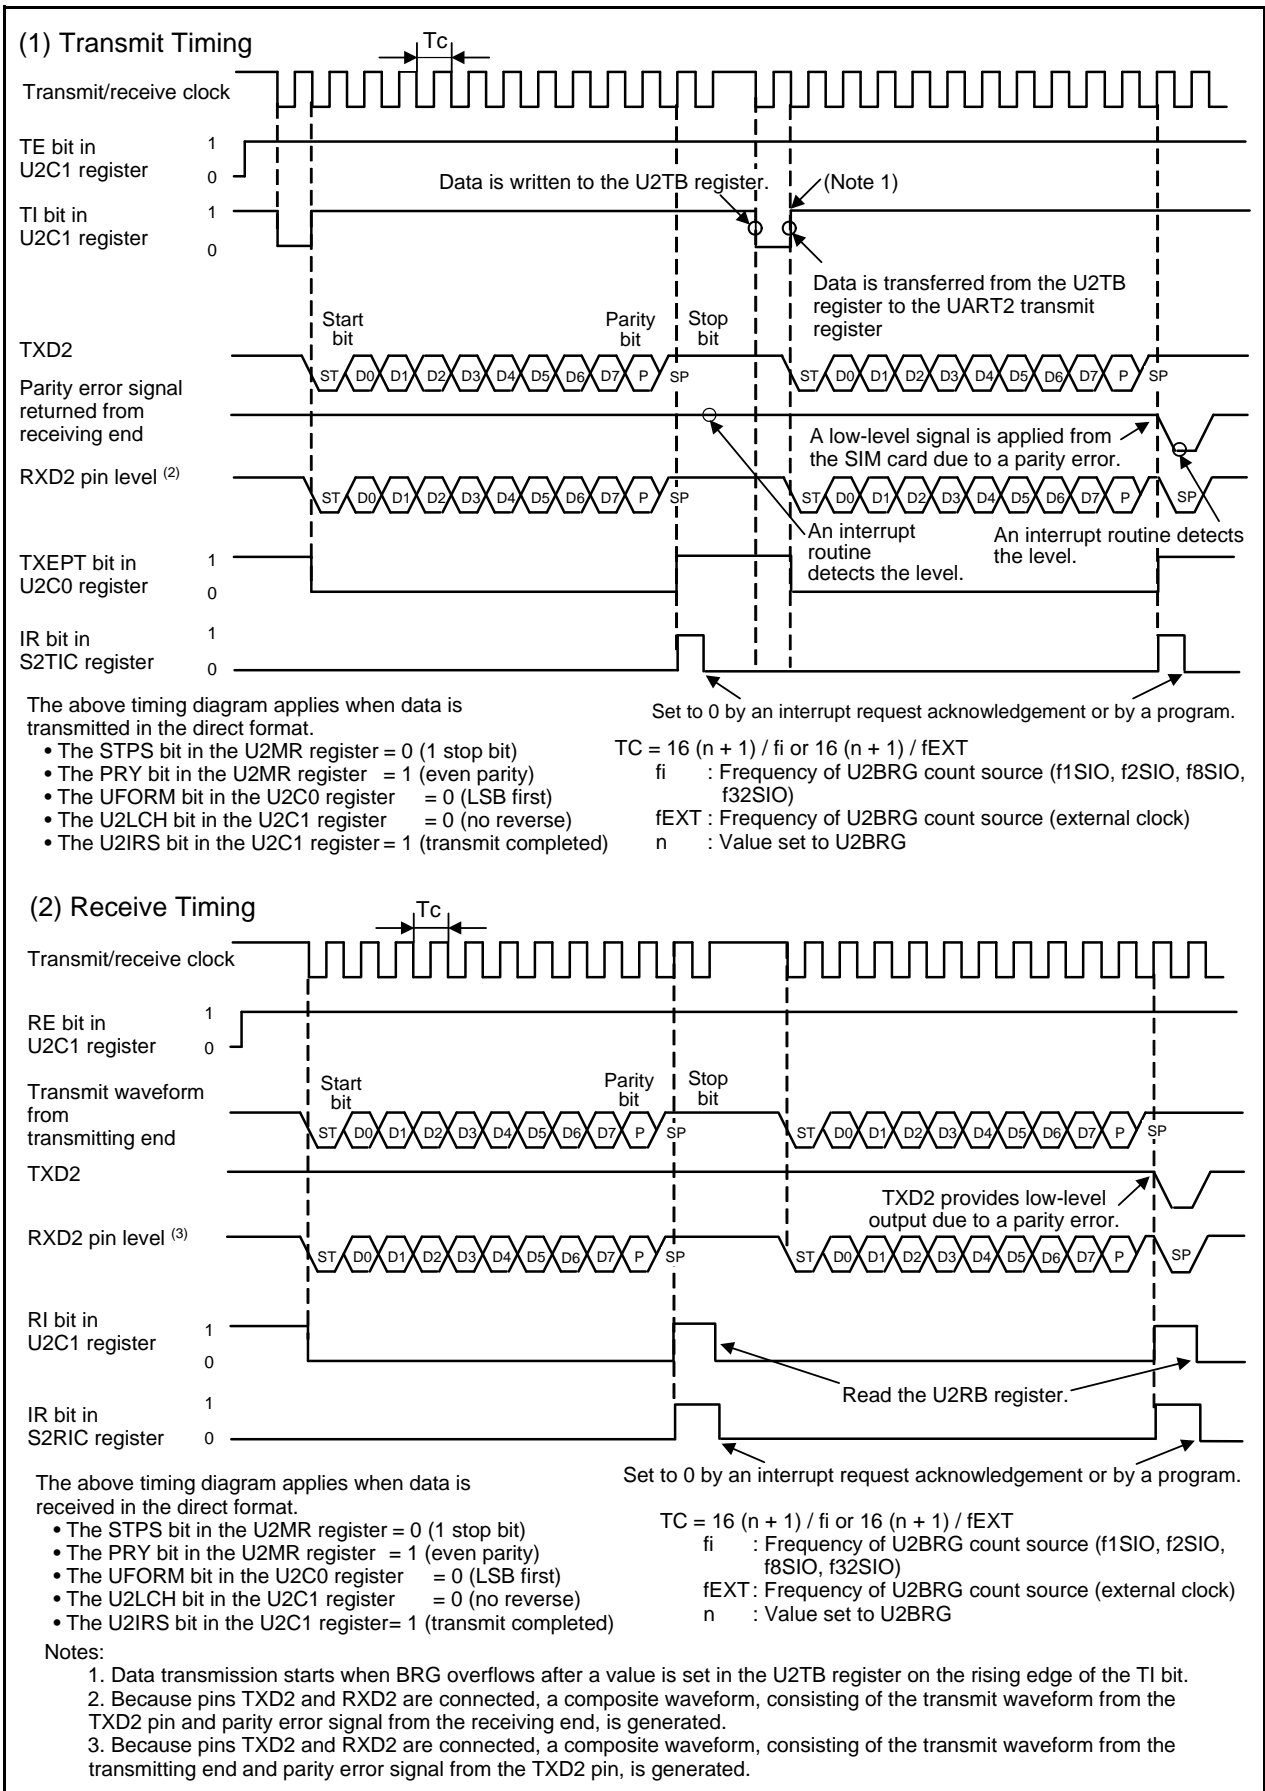 (1) Transmit Timing
Tc
Transmit/receive clock
TE bit in
U2C1 register
1
0
Data is written to the U2TB register.
(Note 1)
TI bit in
U2C1 register
1
0
Data is transferred from the U2TB
register to the UART2 transmit
register
Start
bit
Parity
bit
Stop
bit
TXD2
ST D0 D1 D2 D3 D4 D5 D6 D7 P SP
ST D0 D1 D2 D3 D4 D5 D6 D7 P SP
Parity error signal
returned from
receiving end
A low-level signal is applied from
the SIM card due to a parity error.
RXD2 pin level (2)
ST D0 D1 D2 D3 D4 D5 D6 D7 P SP
ST D0 D1 D2 D3 D4 D5 D6 D7 P SP
An interrupt
routine
detects the level.
An interrupt routine detects
the level.
TXEPT bit in
U2C0 register
1
0
IR bit in
S2TIC register
1
0
Set to 0 by an interrupt request acknowledgement or by a program.
The above timing diagram applies when data is
transmitted in the direct format.
• The STPS bit in the U2MR register = 0 (1 stop bit)
• The PRY bit in the U2MR register = 1 (even parity)
• The UFORM bit in the U2C0 register = 0 (LSB first)
• The U2LCH bit in the U2C1 register = 0 (no reverse)
• The U2IRS bit in the U2C1 register = 1 (transmit completed)
TC = 16 (n + 1) / fi or 16 (n + 1) / fEXT
fi : Frequency of U2BRG count source (f1SIO, f2SIO, f8SIO,
f32SIO)
fEXT : Frequency of U2BRG count source (external clock)
n : Value set to U2BRG
(2) Receive Timing
Tc
Transmit/receive clock
RE bit in
U2C1 register
1
0
Transmit waveform
from
transmitting end
Start
bit
Parity
bit
Stop
bit
ST D0 D1 D2 D3 D4 D5 D6 D7 P SP
ST D0 D1 D2 D3 D4 D5 D6 D7 P SP
TXD2
TXD2 provides low-level
output due to a parity error.
RXD2 pin level (3)
ST D0 D1 D2 D3 D4 D5 D6 D7 P SP
ST D0 D1 D2 D3 D4 D5 D6 D7 P SP
RI bit in
U2C1 register
1
0
Read the U2RB register.
IR bit in
S2RIC register
1
0
Set to 0 by an interrupt request acknowledgement or by a program.
The above timing diagram applies when data is
received in the direct format.
• The STPS bit in the U2MR register = 0 (1 stop bit)
• The PRY bit in the U2MR register = 1 (even parity)
• The UFORM bit in the U2C0 register = 0 (LSB first)
• The U2LCH bit in the U2C1 register = 0 (no reverse)
• The U2IRS bit in the U2C1 register= 1 (transmit completed)
TC = 16 (n + 1) / fi or 16 (n + 1) / fEXT
fi : Frequency of U2BRG count source (f1SIO, f2SIO,
f8SIO, f32SIO)
fEXT : Frequency of U2BRG count source (external clock)
n : Value set to U2BRG
Notes:
1. Data transmission starts when BRG overflows after a value is set in the U2TB register on the rising edge of the TI bit.
2. Because pins TXD2 and RXD2 are connected, a composite waveform, consisting of the transmit waveform from the
TXD2 pin and parity error signal from the receiving end, is generated.
3. Because pins TXD2 and RXD2 are connected, a composite waveform, consisting of the transmit waveform from the
transmitting end and parity error signal from the TXD2 pin, is generated.